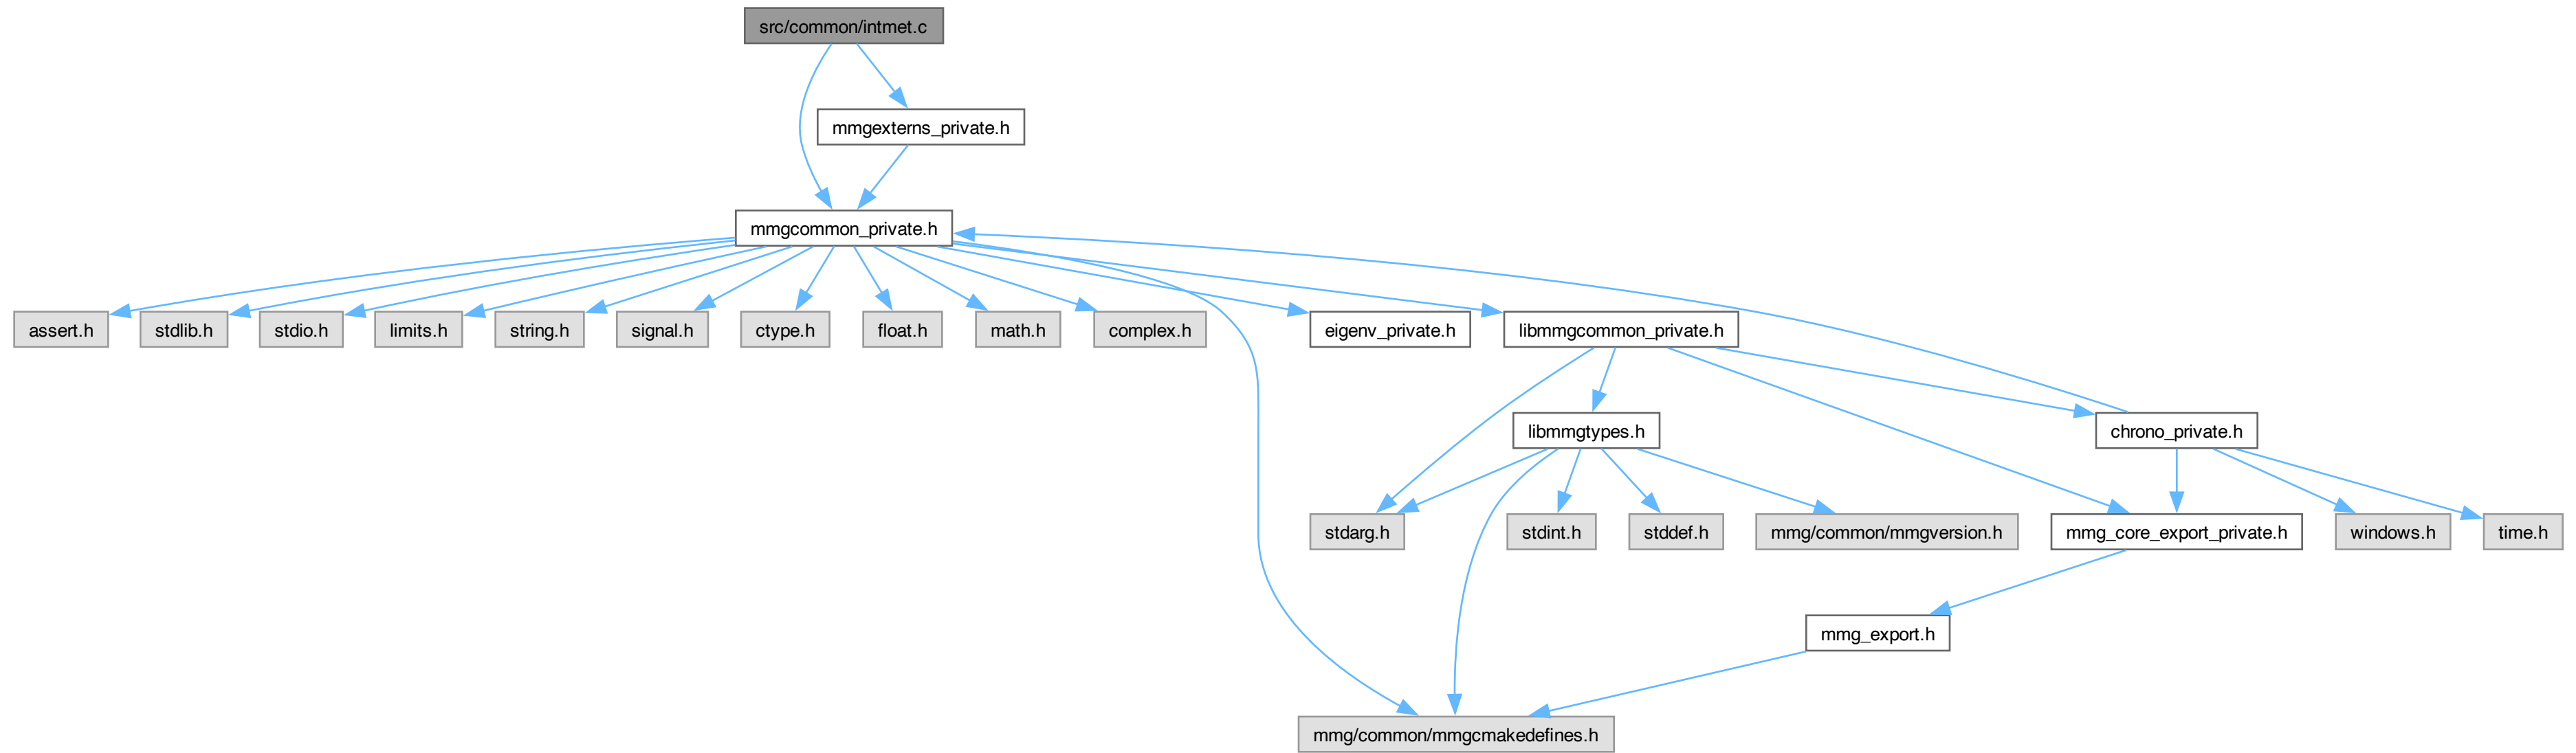 src/common/intmet.c
mmgexterns_private.h
mmgcommon_private.h
assert.h
stdlib.h
stdio.h
limits.h
string.h
signal.h
ctype.h
float.h
math.h
complex.h
eigenv_private.h
libmmgcommon_private.h
libmmgtypes.h
chrono_private.h
stdarg.h
stdint.h
stddef.h
mmg/common/mmgversion.h
mmg_core_export_private.h
windows.h
time.h
mmg_export.h
mmg/common/mmgcmakedefines.h